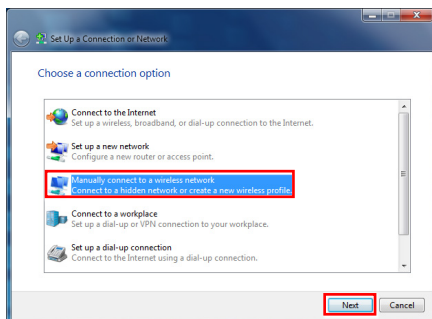 Set Up a Connection or Network
Choose a connection option
Connect to the Internet
Set up a wireless, broadband, or dial-up connection to the Internet.
Set up a new network
Configure a new router or access point.
Manually connect to a wireless network
Connect to a hidden network or create a new wireless profile.
Connect to a workplace
Set up a dial-up or VPN connection to your workplace.
Set up a dial-up connection
Connect to the Internet using a dial-up connection.
Next
Cancel